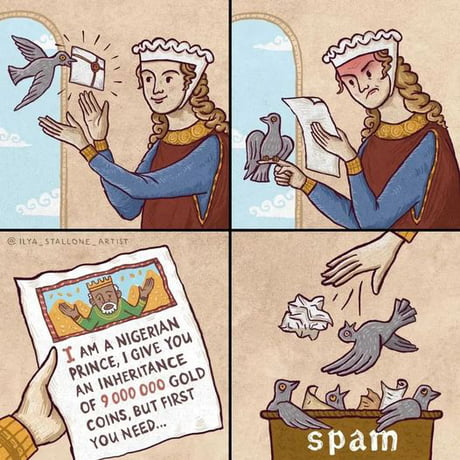 @ILYA_STALLONE_ARTIST
I AM A NIGERIAN
PRINCE, I GIVE YOU
AN INHERITANCE
OF 9 000 000 GOLD
COINS, BUT FIRST
YOU NEED...
spam